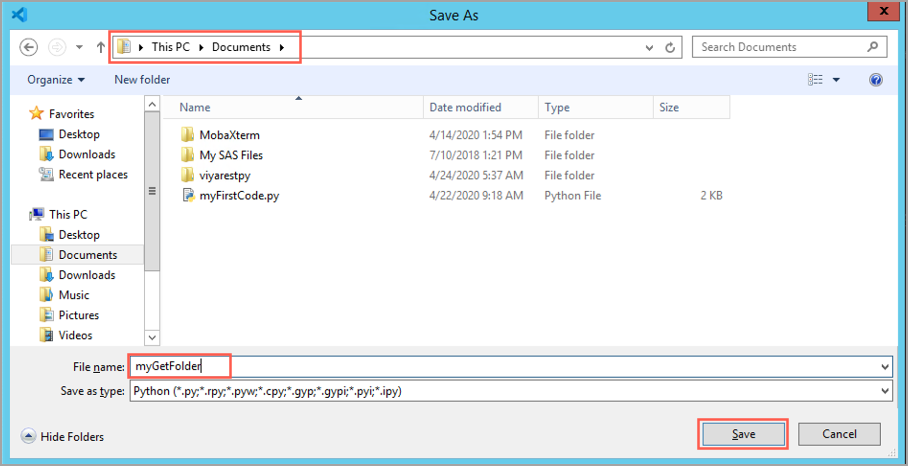 Save As
This PC Documents
Search Documents
Organize New folder
Name Date modified Type Size
Favorites
Desktop
Downloads
Recent places
This PC
Desktop
Documents
Downloads
Music
Pictures
Videos
MobaXterm 4/14/2020 1:54 PM File folder
My SAS Files 7/10/2018 1:21 PM File folder
viyarestpy 4/24/2020 5:37 AM File folder
myFirstCode.py 4/22/2020 9:18 AM Python File 2 KB
File name: myGetFolder
Save as type: Python (*.py;*.rpy;*.pyw;*.cpy;*.gyp;*.gypi;*.pyi;*.ipy)
Hide Folders Save Cancel